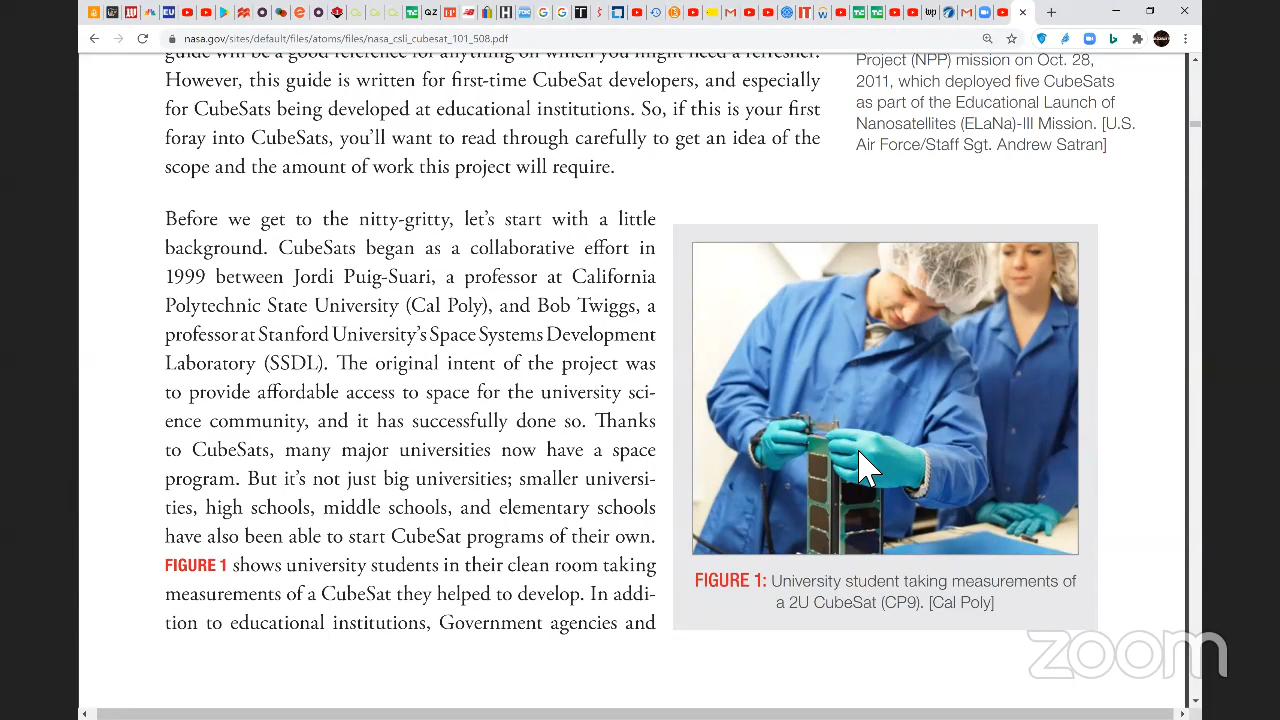 nasa.gov/sites/default/files/atoms/files/nasa_csli_cubesat_101_508.pdf
However, this guide is written for first-time CubeSat developers, and especially
for CubeSats being developed at educational institutions. So, if this is your first
foray into CubeSats, you'll want to read through carefully to get an idea of the
scope and the amount of work this project will require.
Project (NPP) mission on Oct. 28,
2011, which deployed five CubeSats
as part of the Educational Launch of
Nanosatellites (ELaNa)-III Mission. [U.S.
Air Force/Staff Sgt. Andrew Satran]
Before we get to the nitty-gritty, let's start with a little
background. CubeSats began as a collaborative effort in
1999 between Jordi Puig-Suari, a professor at California
Polytechnic State University (Cal Poly), and Bob Twiggs, a
professor at Stanford University's Space Systems Development
Laboratory (SSDL). The original intent of the project was
to provide affordable access to space for the university sci-
ence community, and it has successfully done so. Thanks
to CubeSats, many major universities now have a space
program. But it's not just big universities; smaller universi-
ties, high schools, middle schools, and elementary schools
have also been able to start CubeSat programs of their own.
FIGURE 1 shows university students in their clean room taking
measurements of a CubeSat they helped to develop. In addi-
tion to educational institutions, Government agencies and
FIGURE 1: University student taking measurements of
a 2U CubeSat (CP9). [Cal Poly]
zoom